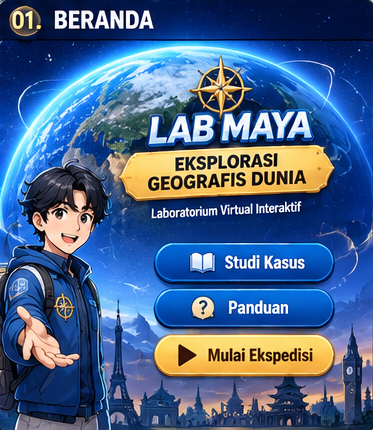 01. BERANDA
LAB MAYA
EKSPLORASI
GEOGRAFIS DUNIA
Laboratorium Virtual Interaktif
Studi Kasus
? Panduan
Mulai Ekspedisi